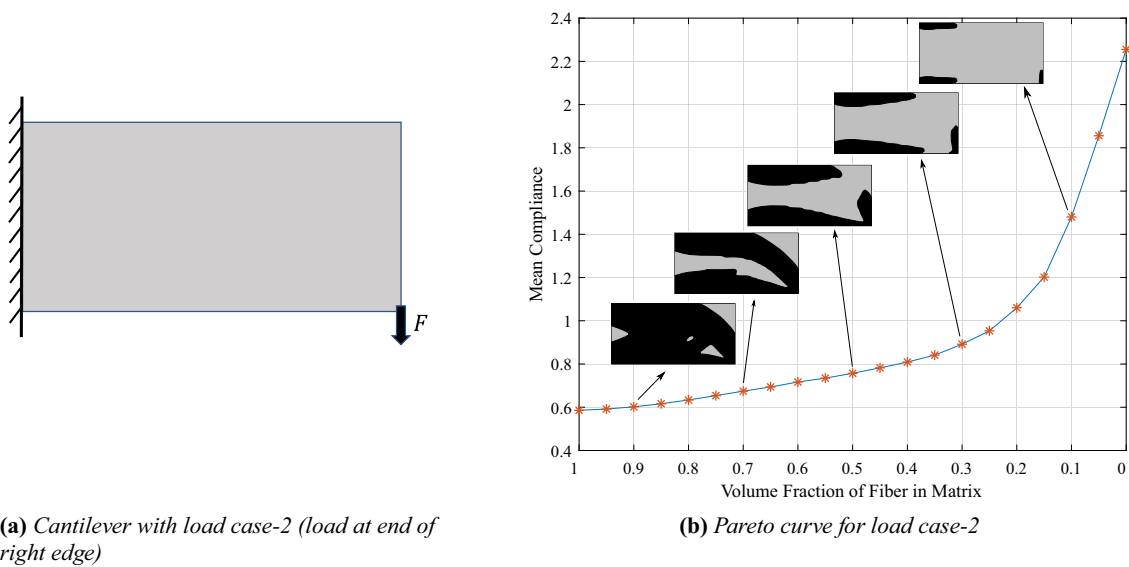 F
2.4
2.2
2
1.8
1.6
1.4
1.2
1
0.8
0.6
0.4
Mean Compliance
1 0.9 0.8 0.7 0.6 0.5 0.4 0.3 0.2 0.1 0
Volume Fraction of Fiber in Matrix
(a) Cantilever with load case-2 (load at end of
right edge)
(b) Pareto curve for load case-2